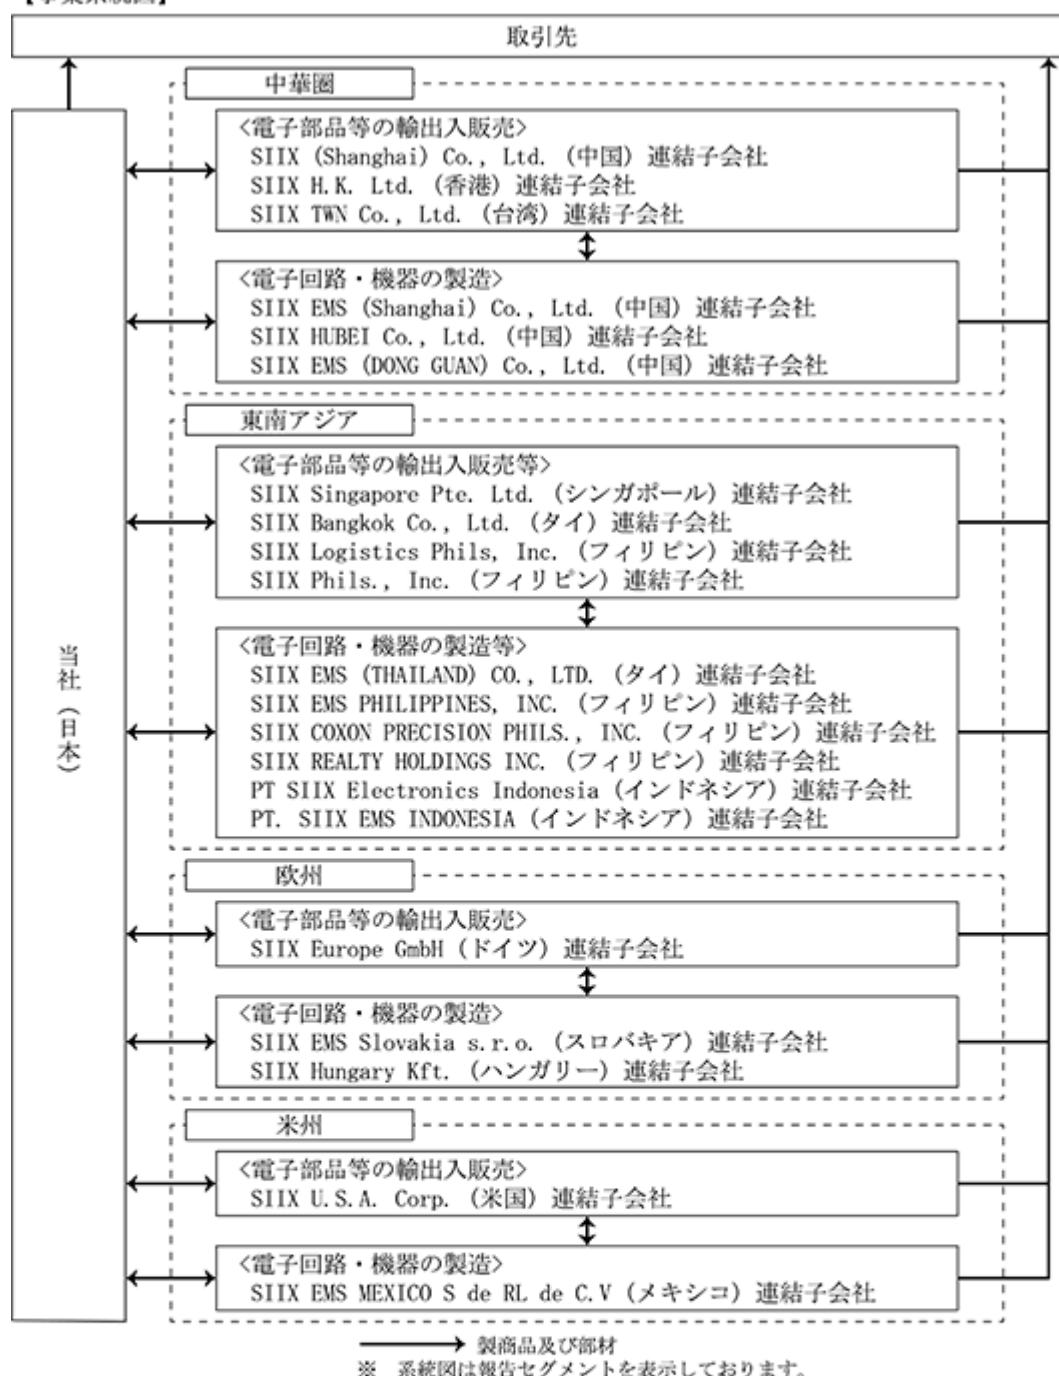 【事業系統図】
取引先
中華圏
<電子部品等の輸出入販売>
SIIX (Shanghai) Co., Ltd. (中国) 連結子会社
SIIX H.K. Ltd. (香港) 連結子会社
SIIX TWN Co., Ltd. (台湾) 連結子会社
<電子回路・機器の製造>
SIIX EMS (Shanghai) Co., Ltd. (中国) 連結子会社
SIIX HUBEI Co., Ltd. (中国) 連結子会社
SIIX EMS (DONG GUAN) Co., Ltd. (中国) 連結子会社
東南アジア
<電子部品等の輸出入販売等>
SIIX Singapore Pte. Ltd. (シンガポール) 連結子会社
SIIX Bangkok Co., Ltd. (タイ) 連結子会社
SIIX Logistics Phils, Inc. (フィリピン) 連結子会社
SIIX Phils., Inc. (フィリピン) 連結子会社
<電子回路・機器の製造等>
SIIX EMS (THAILAND) CO., LTD. (タイ) 連結子会社
SIIX EMS PHILIPPINES, INC. (フィリピン) 連結子会社
SIIX COXON PRECISION PHILS., INC. (フィリピン) 連結子会社
SIIX REALTY HOLDINGS INC. (フィリピン) 連結子会社
PT SIIX Electronics Indonesia (インドネシア) 連結子会社
PT. SIIX EMS INDONESIA (インドネシア) 連結子会社
当社(日本)
欧州
<電子部品等の輸出入販売>
SIIX Europe GmbH (ドイツ) 連結子会社
<電子回路・機器の製造>
SIIX EMS Slovakia s.r.o. (スロバキア) 連結子会社
SIIX Hungary Kft. (ハンガリー) 連結子会社
米州
<電子部品等の輸出入販売>
SIIX U.S.A. Corp. (米国) 連結子会社
<電子回路・機器の製造>
SIIX EMS MEXICO S de RL de C.V (メキシコ) 連結子会社
製商品及び部材
※ 系統図は報告セグメントを表示しております。